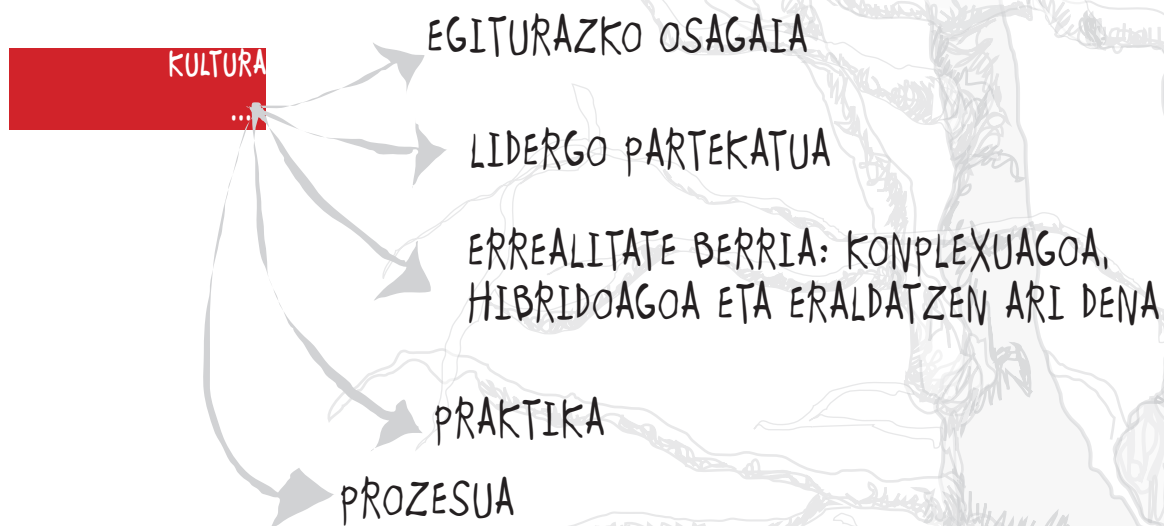 KULTURA
...
EGITURAZKO OSAGAIA
LIDERGO PARTEKATUA
ERREALITATE BERRIA: KONPLEXUAGOA,
HIBRIDOAGOA ETA ERALDATZEN ARI DENA
PRAKTIKA
PROZESUA